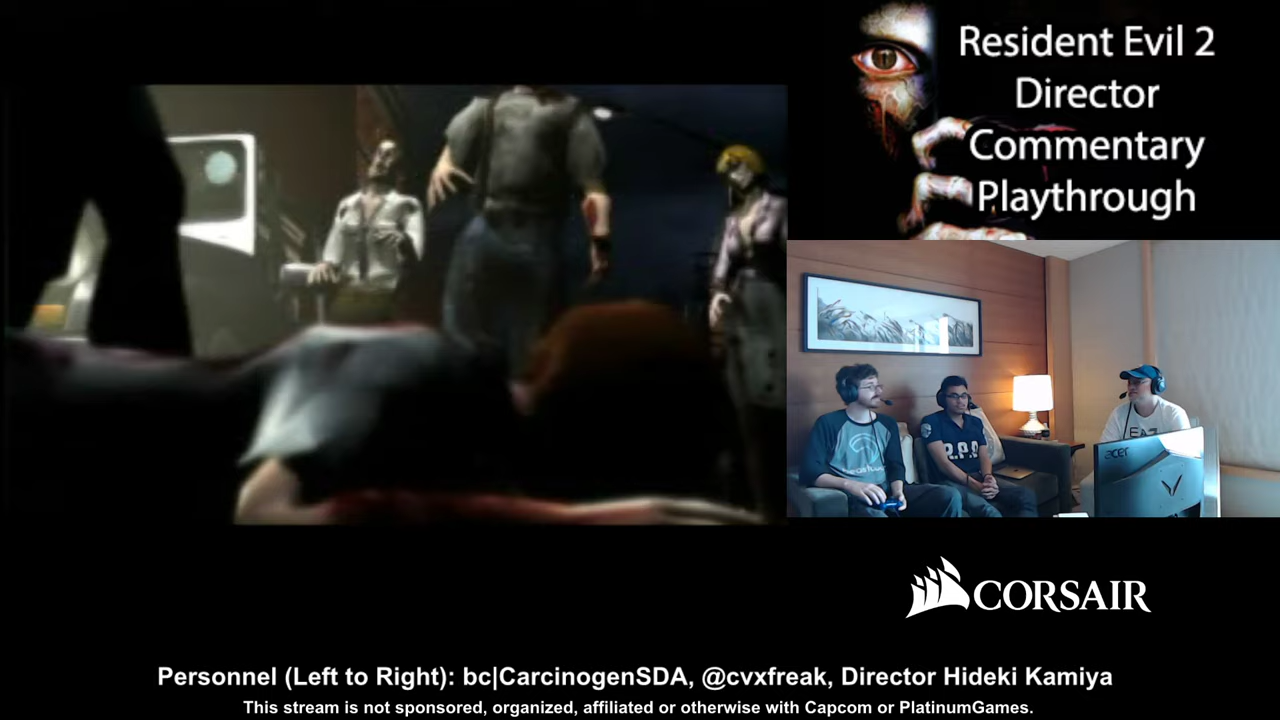 Resident Evil 2
Director
Commentary
Playthrough
R.P.D
acer
CORSAIR
Personnel (Left to Right): bc|CarcinogenSDA, @cvxfreak, Director Hideki Kamiya
This stream is not sponsored, organized, affiliated or otherwise with Capcom or PlatinumGames.